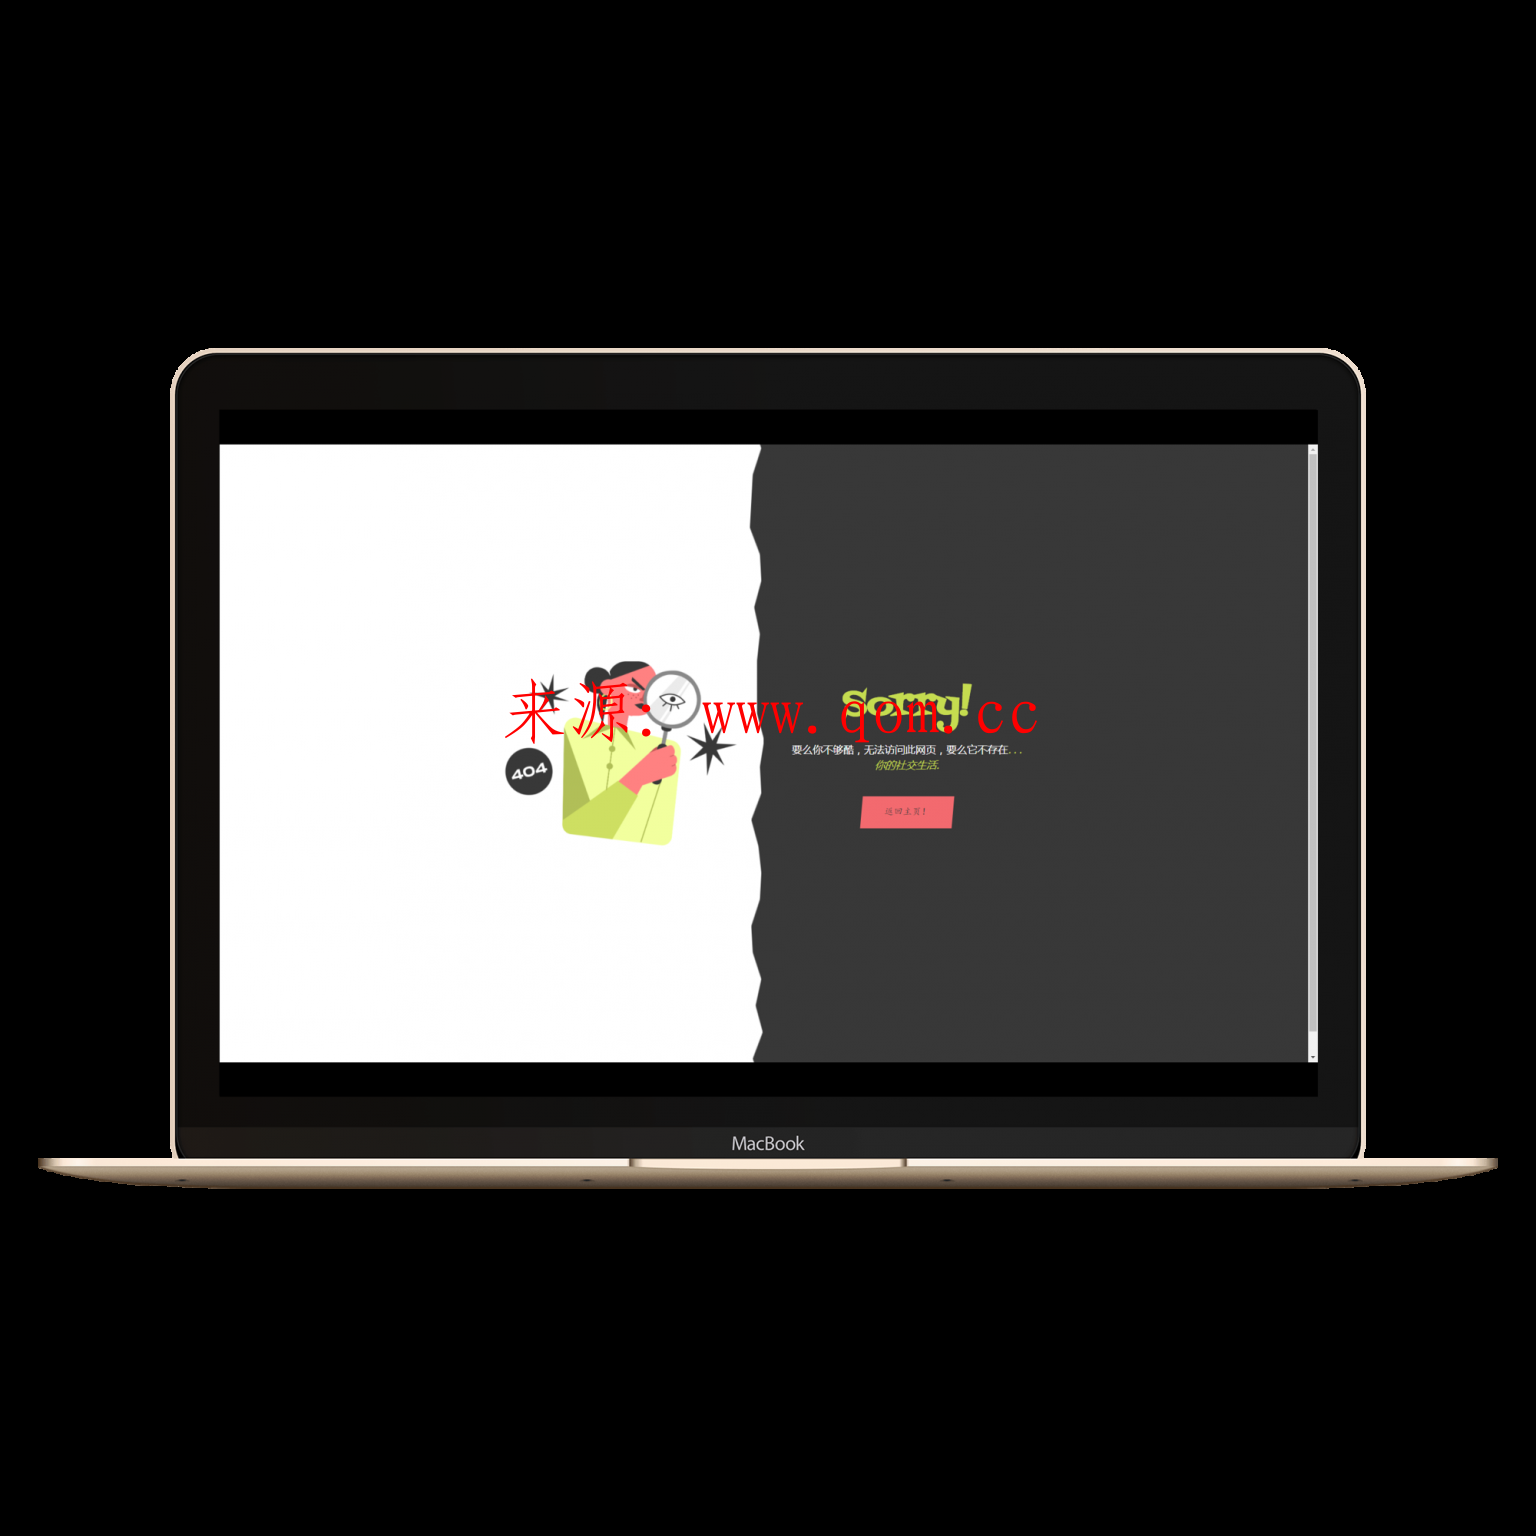 来源：www.qom.cc
Sorry!
404
要么你不够酷，无法访问此网页，要么它不存在...
你的社交生活.
返回主页！
MacBook